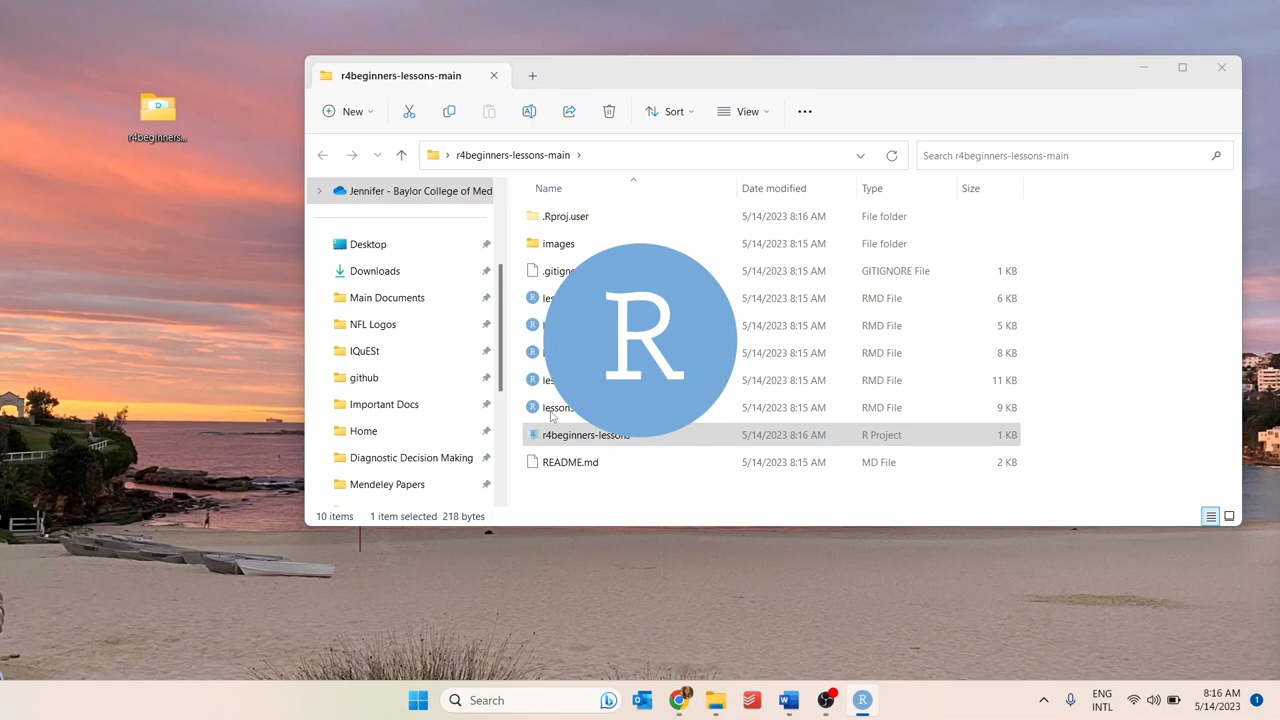 r4beginners...
r4beginners-lessons-main
New
Sort
View
r4beginners-lessons-main
Search r4beginners-lessons-main
Jennifer - Baylor College of Med
Desktop
Downloads
Main Documents
NFL Logos
IQuESt
github
Important Docs
Home
Diagnostic Decision Making
Mendeley Papers
Name Date modified Type Size
.Rproj.user 5/14/2023 8:16 AM File folder
images 5/14/2023 8:15 AM File folder
.gitign 5/14/2023 8:15 AM GITIGNORE File 1 KB
les 5/14/2023 8:15 AM RMD File 6 KB
5/14/2023 8:15 AM RMD File 5 KB
5/14/2023 8:15 AM RMD File 8 KB
les 5/14/2023 8:15 AM RMD File 11 KB
lesson 5/14/2023 8:15 AM RMD File 9 KB
r4beginners-lessons 5/14/2023 8:16 AM R Project 1 KB
README.md 5/14/2023 8:15 AM MD File 2 KB
R
10 items 1 item selected 218 bytes
Search
ENG
INTL
8:16 AM
5/14/2023
1